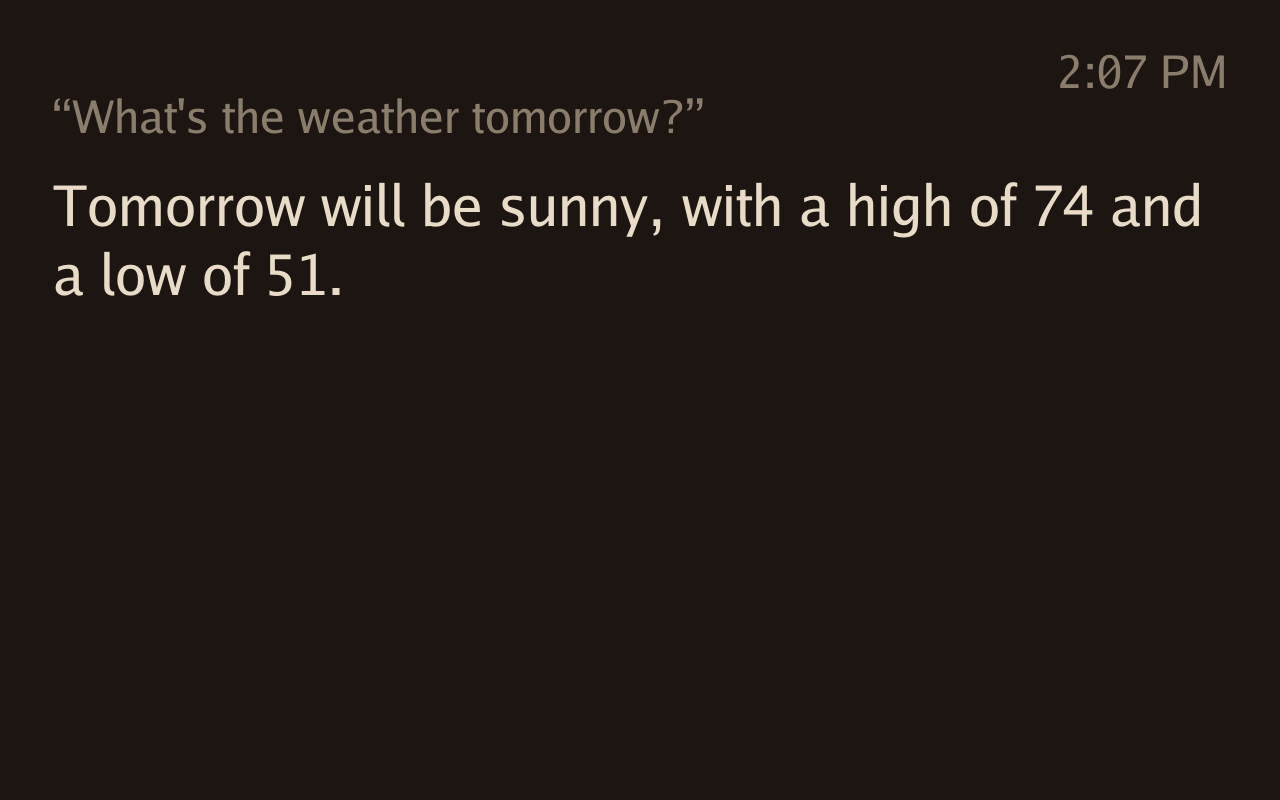 2:07 PM
“What's the weather tomorrow?”
Tomorrow will be sunny, with a high of 74 and
a low of 51.